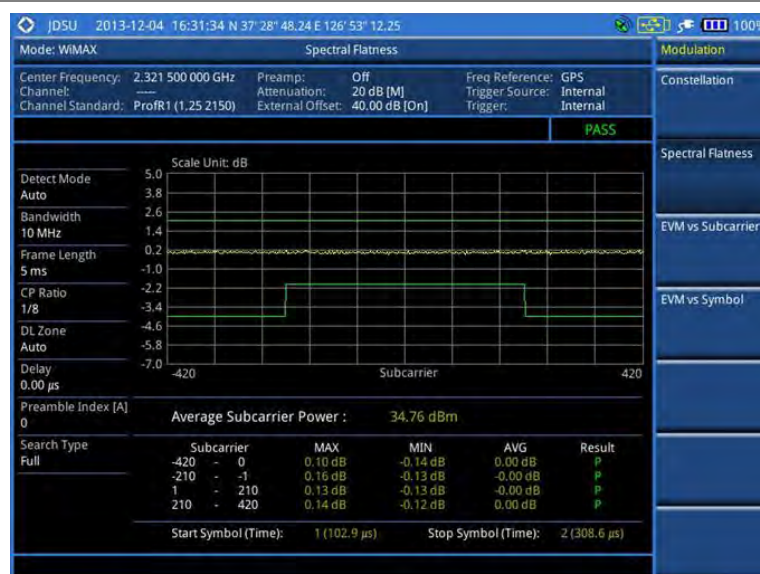 JDSU 2013-12-04 16:31:34 N 37' 28" 48.24 E 126' 53" 12.25 100%
Mode: WiMAX Spectral Flatness Modulation
Center Frequency: 2.321 500 000 GHz Preamp: Off Freq Reference: GPS
Channel: ---- Attenuation: 20 dB [M] Trigger Source: Internal
Channel Standard: ProfR1 (1,25 2150) External Offset: 40.00 dB [On] Trigger: Internal
PASS
Constellation
Spectral Flatness
EVM vs Subcarrier
EVM vs Symbol
Detect Mode
Auto
Bandwidth
10 MHz
Frame Length
5 ms
CP Ratio
1/8
DL Zone
Auto
Delay
0.00 µs
Preamble Index [A]
0
Search Type
Full
Scale Unit: dB
5.0
3.8
2.6
1.4
0.2
-1.0
-2.2
-3.4
-4.6
-5.8
-7.0
-420 Subcarrier 420
Average Subcarrier Power : 34.76 dBm
Subcarrier MAX MIN AVG Result
-420 - 0 0.10 dB -0.14 dB 0.00 dB P
-210 - -1 0.16 dB -0.13 dB -0.00 dB P
1 - 210 0.13 dB -0.13 dB -0.00 dB P
210 - 420 0.14 dB -0.12 dB 0.00 dB P
Start Symbol (Time): 1 (102.9 µs) Stop Symbol (Time): 2 (308.6 µs)